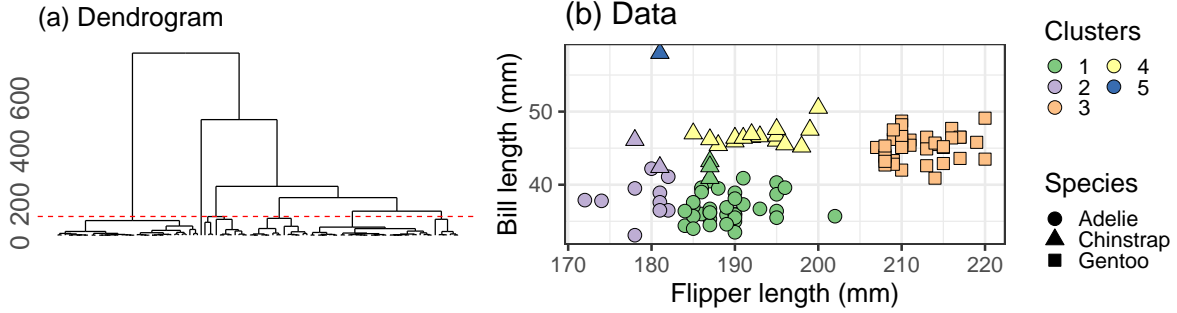 (a) Dendrogram
0 200 400 600
(b) Data
Bill length (mm)
50
40
170 180 190 200 210 220
Flipper length (mm)
Clusters
1 4
2 5
3
Species
Adelie
Chinstrap
Gentoo